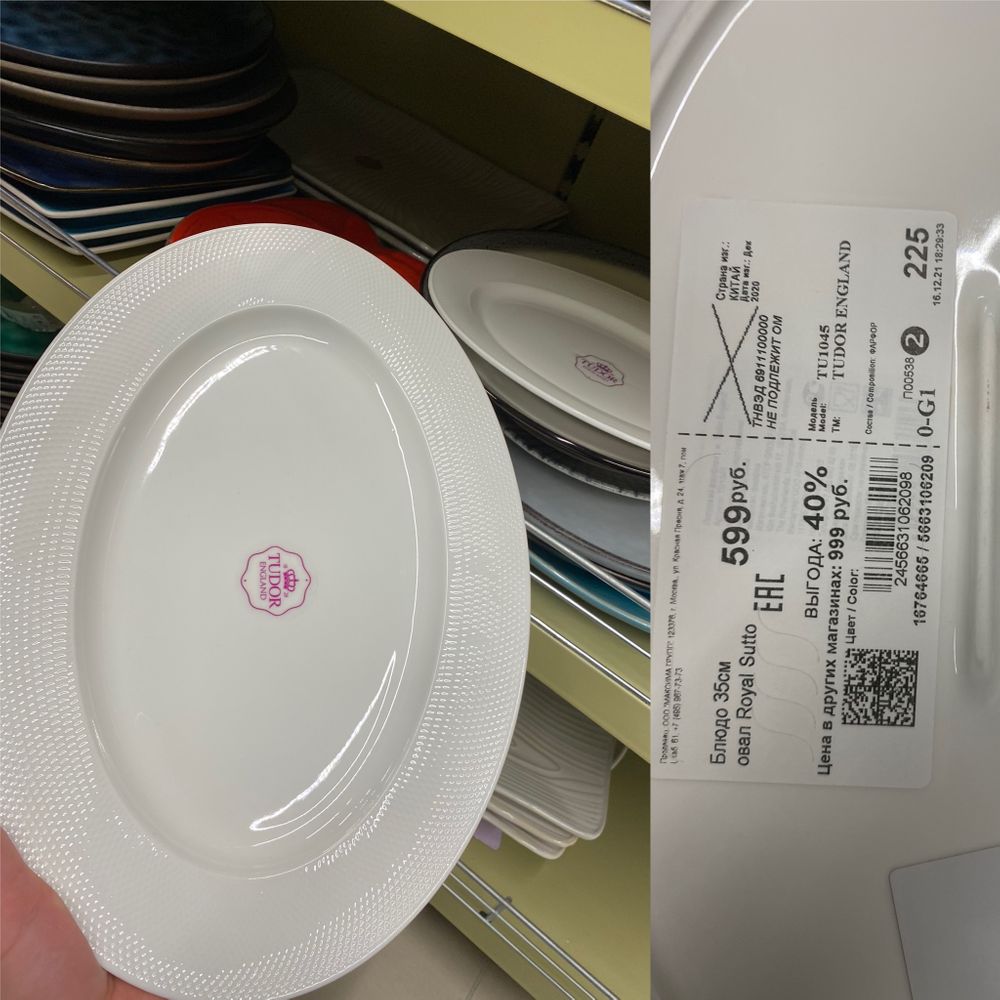 TUDOR
ENGLAND
Блюдо 35см
овал Royal Sutto
599руб.
EAC
ВЫГОДА: 40%
Цена в других магазинах: 999 руб.
Цвет / Color:
2456631062098
16764665 / 5663106209
Страна изг.:
КИТАЙ
Дата изг.: дек
2020
ТНВЭД 6911100000
НЕ ПОДЛЕЖИТ ОМ
Модель
Model: TU1045
ТМ: TUDOR ENGLAND
Состав / Composition: ФАРФОР
П00538 2
0-G1
225
16.12.21 18:29:33